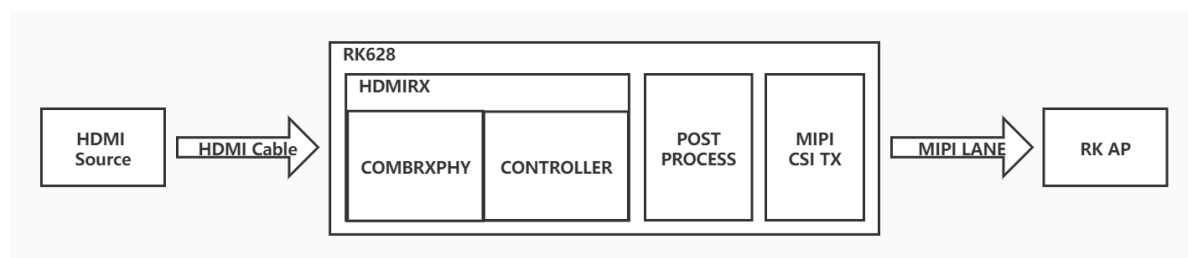 RK628
HDMIRX
HDMI
Source
HDMI Cable
COMBRXPHY
CONTROLLER
POST
PROCESS
MIPI
CSI TX
MIPI LANE
RK AP